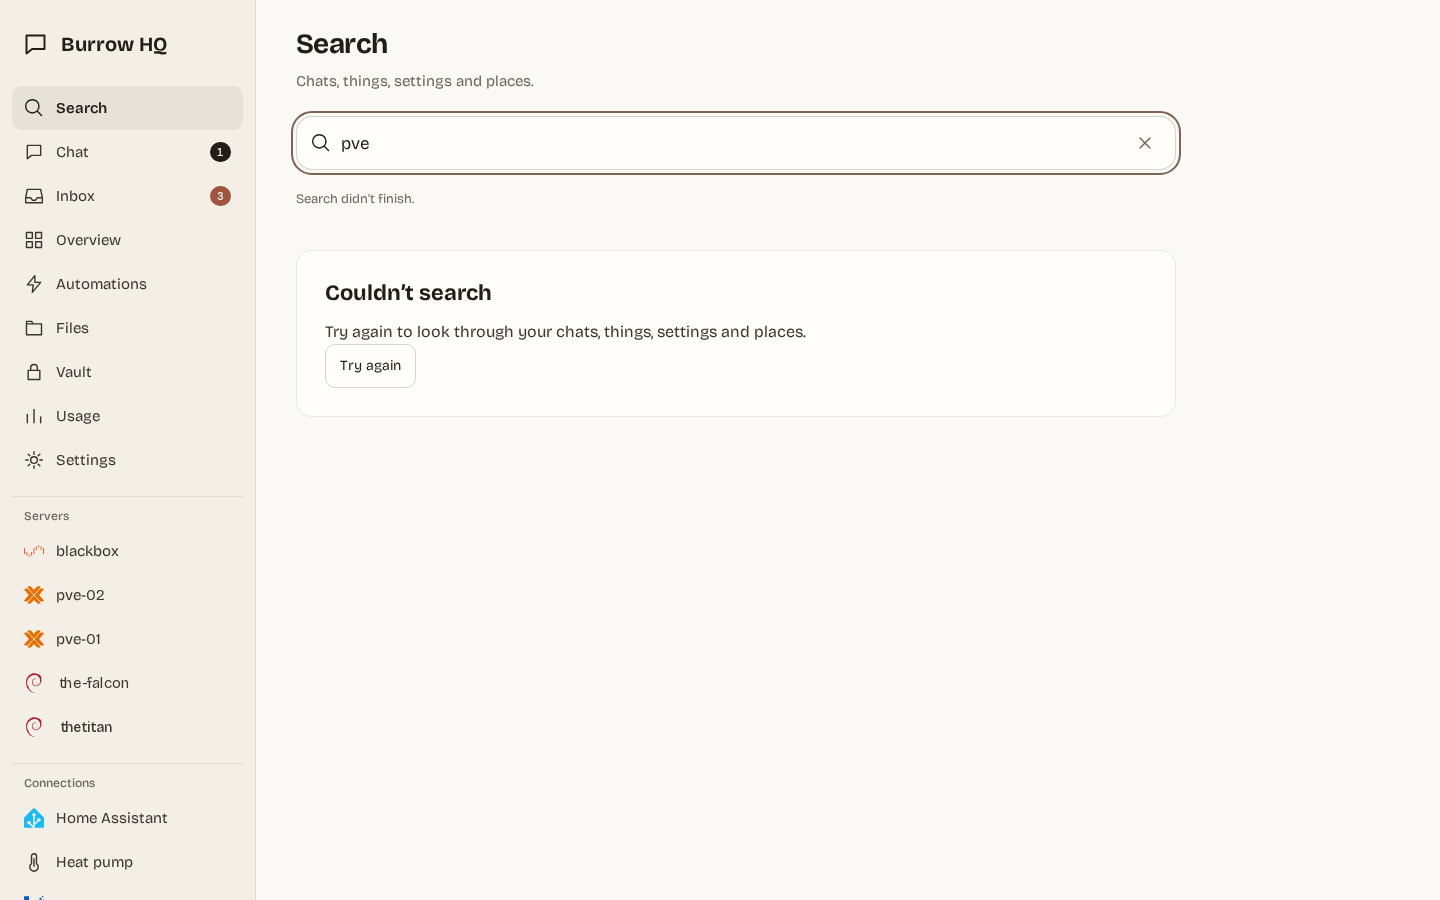 Burrow HQ
Search
Chat
1
Inbox
3
Overview
Automations
Files
Vault
Usage
Settings
Servers
blackbox
pve-02
pve-01
the-falcon
thetitan
Connections
Home Assistant
Heat pump
Search
Chats, things, settings and places.
pve
Search didn't finish.
Couldn't search
Try again to look through your chats, things, settings and places.
Try again